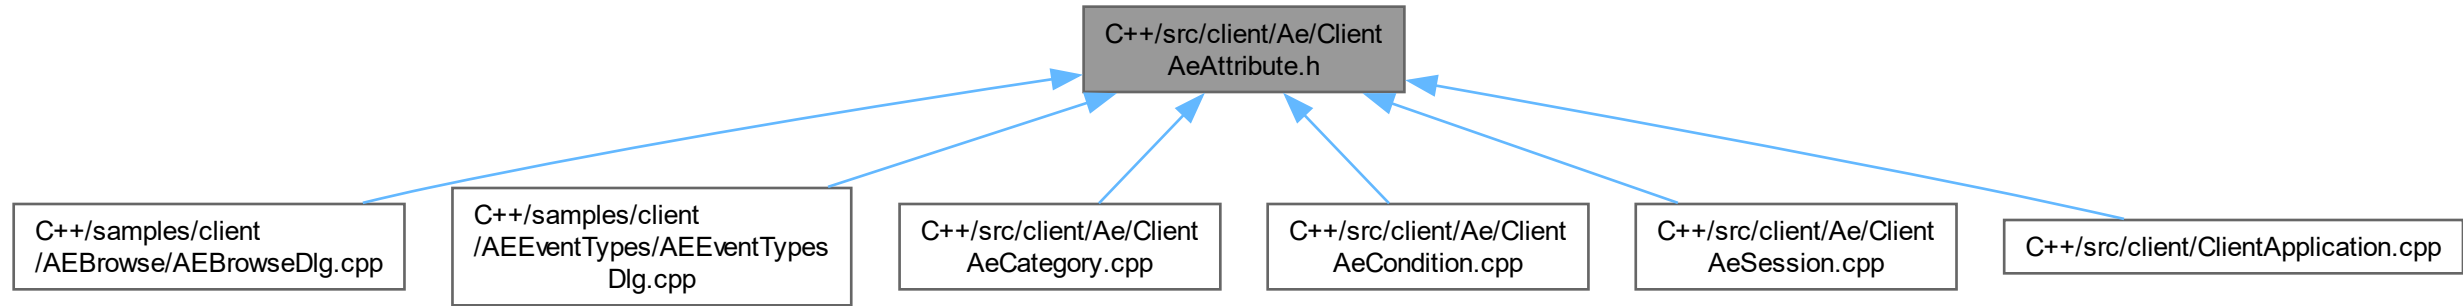 C++/src/client/Ae/Client
AeAttribute.h
C++/samples/client
/AEBrowse/AEBrowseDlg.cpp
C++/samples/client
/AEEventTypes/AEEventTypes
Dlg.cpp
C++/src/client/Ae/Client
AeCategory.cpp
C++/src/client/Ae/Client
AeCondition.cpp
C++/src/client/Ae/Client
AeSession.cpp
C++/src/client/ClientApplication.cpp